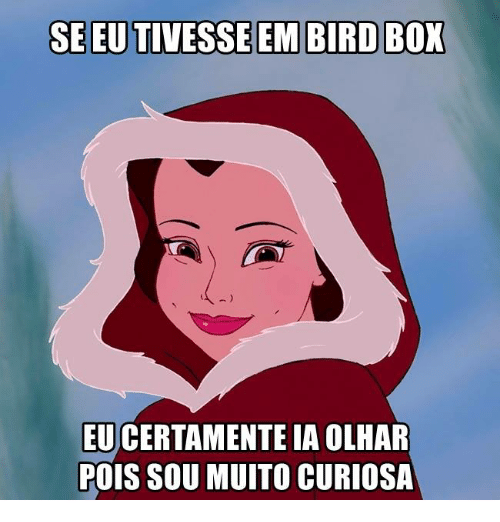 SE EU TIVESSE EM BIRD BOX
EU CERTAMENTE IA OLHAR
POIS SOU MUITO CURIOSA